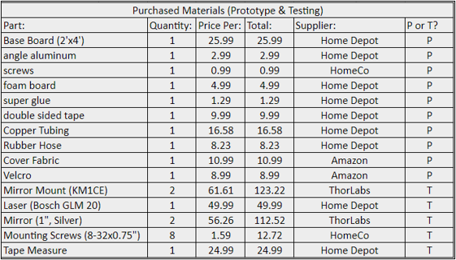 Purchased Materials (Prototype & Testing)
Part: Quantity: Price Per: Total: Supplier: P or T?
Base Board (2'x4') 1 25.99 25.99 Home Depot P
angle aluminum 1 2.99 2.99 Home Depot P
screws 1 0.99 0.99 HomeCo P
foam board 1 4.99 4.99 Home Depot P
super glue 1 1.29 1.29 Home Depot P
double sided tape 1 9.99 9.99 Home Depot P
Copper Tubing 1 16.58 16.58 Home Depot P
Rubber Hose 1 8.23 8.23 Home Depot P
Cover Fabric 1 10.99 10.99 Amazon P
Velcro 1 8.99 8.99 Amazon P
Mirror Mount (KM1CE) 2 61.61 123.22 ThorLabs T
Laser (Bosch GLM 20) 1 49.99 49.99 Home Depot T
Mirror (1", Silver) 2 56.26 112.52 ThorLabs T
Mounting Screws (8-32x0.75") 8 1.59 12.72 HomeCo T
Tape Measure 1 24.99 24.99 Home Depot T